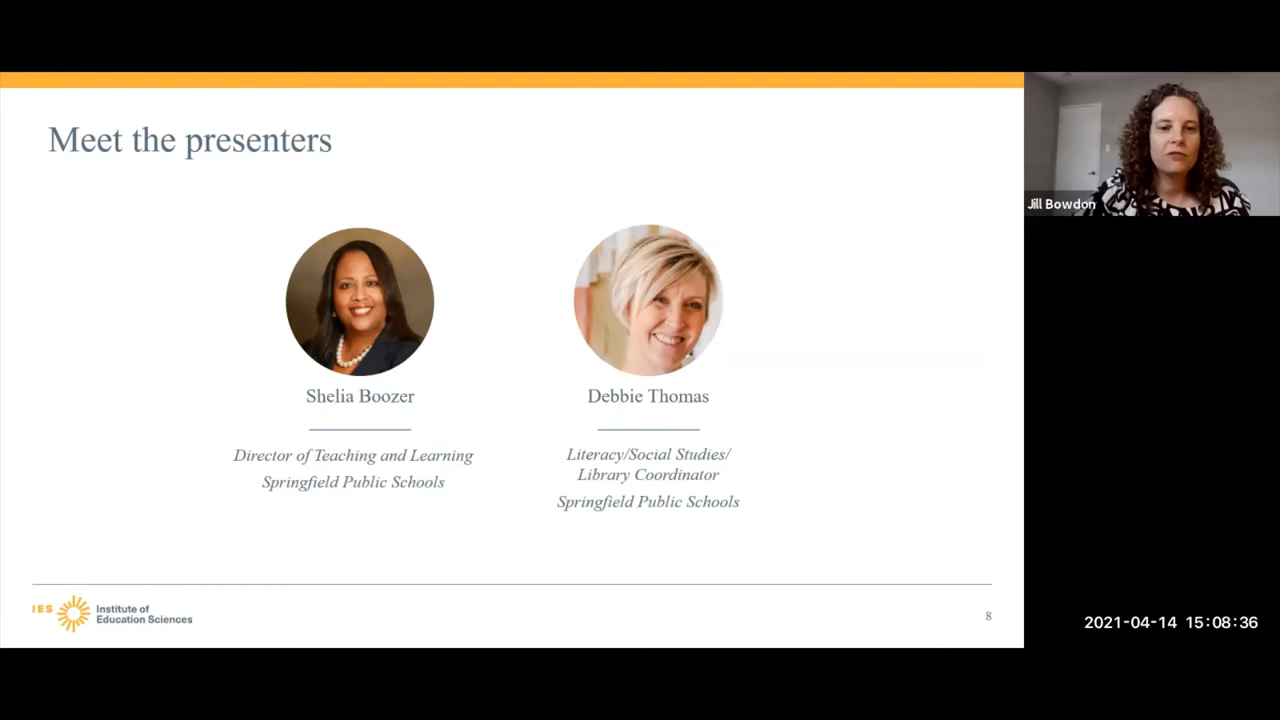 Meet the presenters
Jill Bowdon
Shelia Boozer
Debbie Thomas
Director of Teaching and Learning
Springfield Public Schools
Literacy/Social Studies/
Library Coordinator
Springfield Public Schools
IES
Institute of
Education Sciences
8
2021-04-14 15:08:36